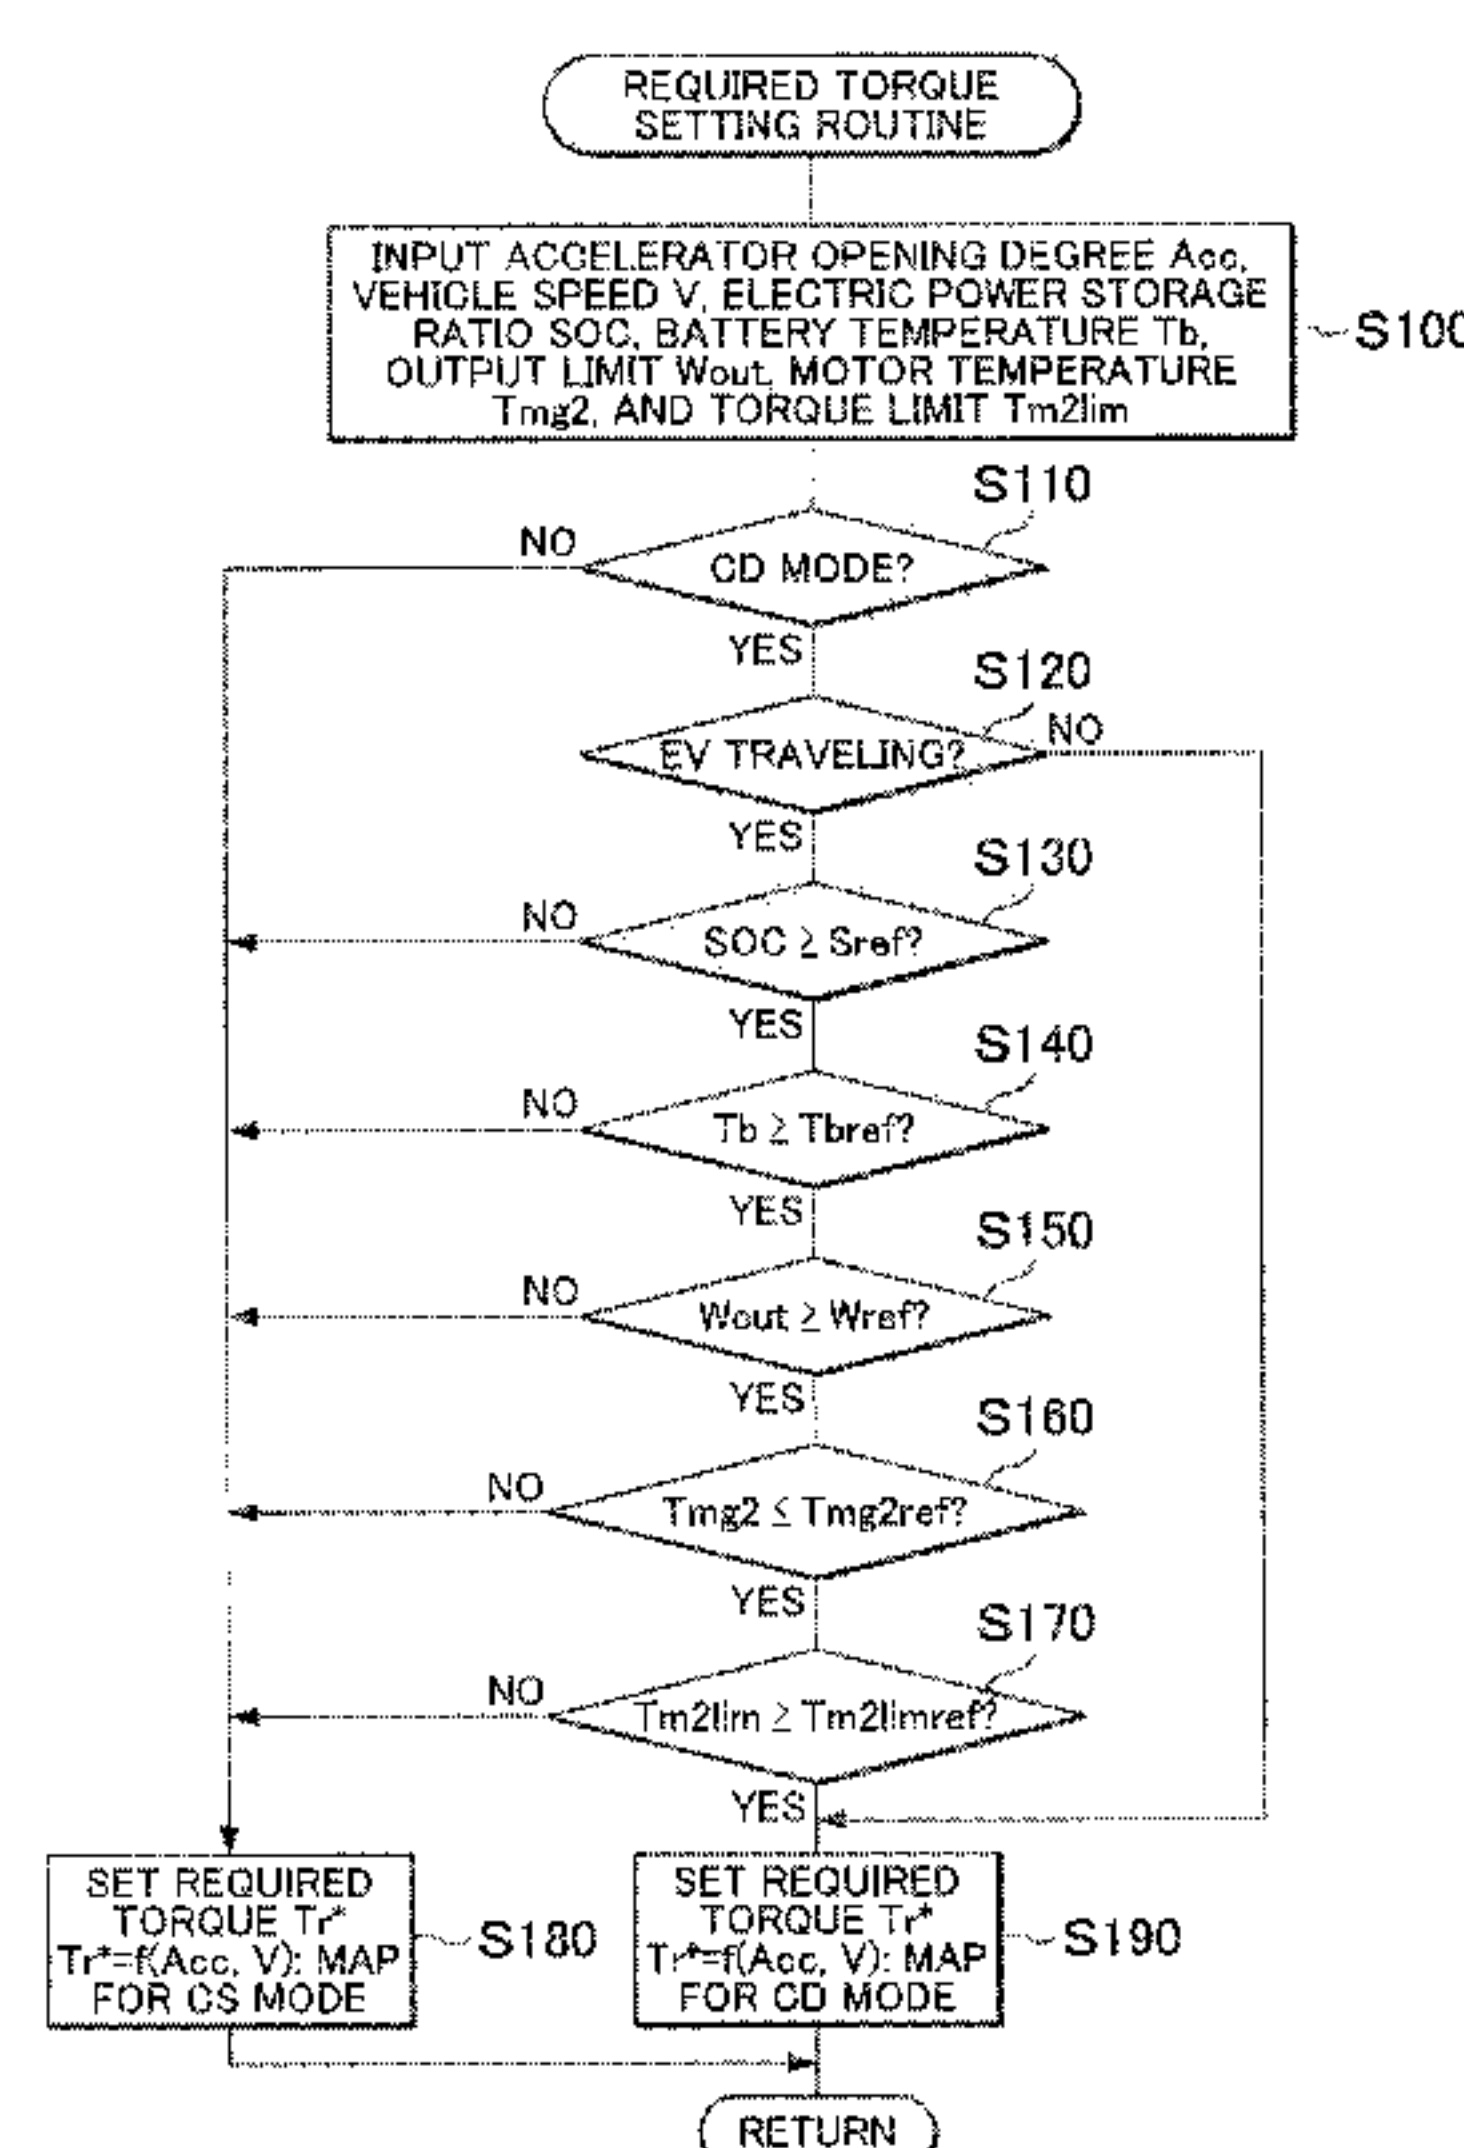 REQUIRED TORQUE
SETTING ROUTINE
INPUT ACCELERATOR OPENING DEGREE Acc,
VEHICLE SPEED V, ELECTRIC POWER STORAGE
RATIO SOC, BATTERY TEMPERATURE Tb,
OUTPUT LIMIT Wout, MOTOR TEMPERATURE
Tmg2, AND TORQUE LIMIT Tm2lim
S100
S110
NO
CD MODE?
YES
S120
EV TRAVELING?
NO
YES
S130
NO
SOC ≥ Sref?
YES
S140
NO
Tb ≥ Tbref?
YES
S150
NO
Wout ≥ Wref?
YES
S160
NO
Tmg2 ≤ Tmg2ref?
YES
S170
NO
Tm2lim ≥ Tm2limref?
YES
SET REQUIRED
TORQUE Tr*
Tr*=f(Acc, V): MAP
FOR CS MODE
S180
SET REQUIRED
TORQUE Tr*
Tr*=f(Acc, V): MAP
FOR CD MODE
S190
RETURN